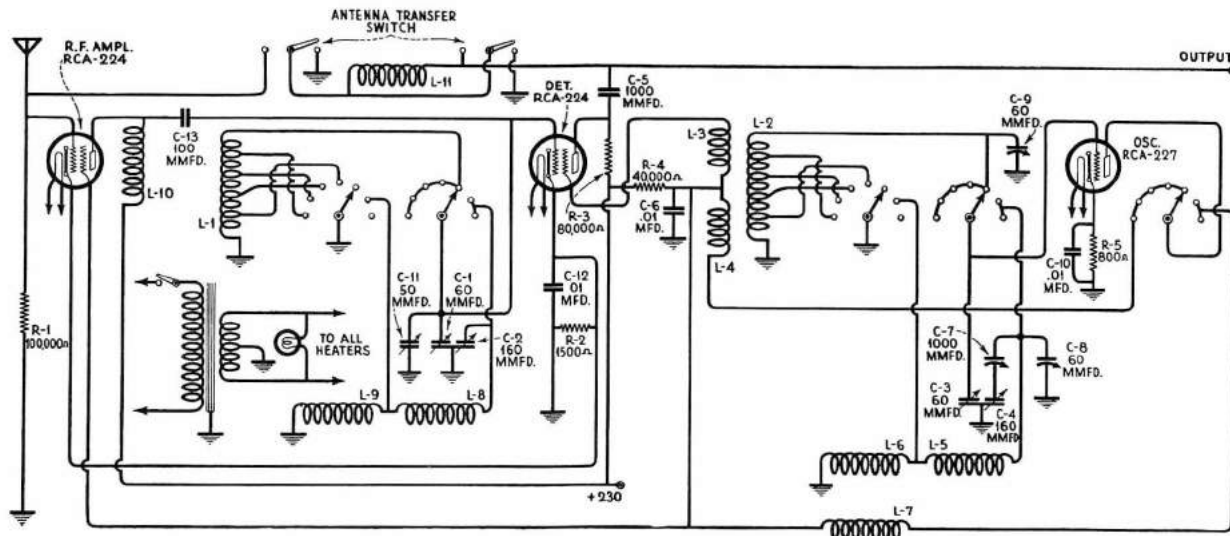 ANTENNA TRANSFER
SWITCH
R.F. AMPL.
RCA-224
OUTPUT
L-11
DET.
RCA-224
C-5
1000
MMFD.
C-9
60
MMFD.
C-13
100
MMFD.
L-3
L-2
OSC.
RCA-227
L-10
R-4
40,000Ω
L-1
R-3
80,000Ω
C-6
.01
MFD.
L-4
C-10
.01
MFD.
R-5
800Ω
C-11
50
MMFD.
C-1
60
MMFD.
C-12
.01
MFD.
R-1
100,000Ω
TO ALL
HEATERS
C-2
160
MMFD.
R-2
1500Ω
C-7
1000
MMFD.
C-8
60
MMFD.
C-3
60
MMFD.
C-4
160
MMFD.
L-9
L-8
L-6
L-5
+230
L-7